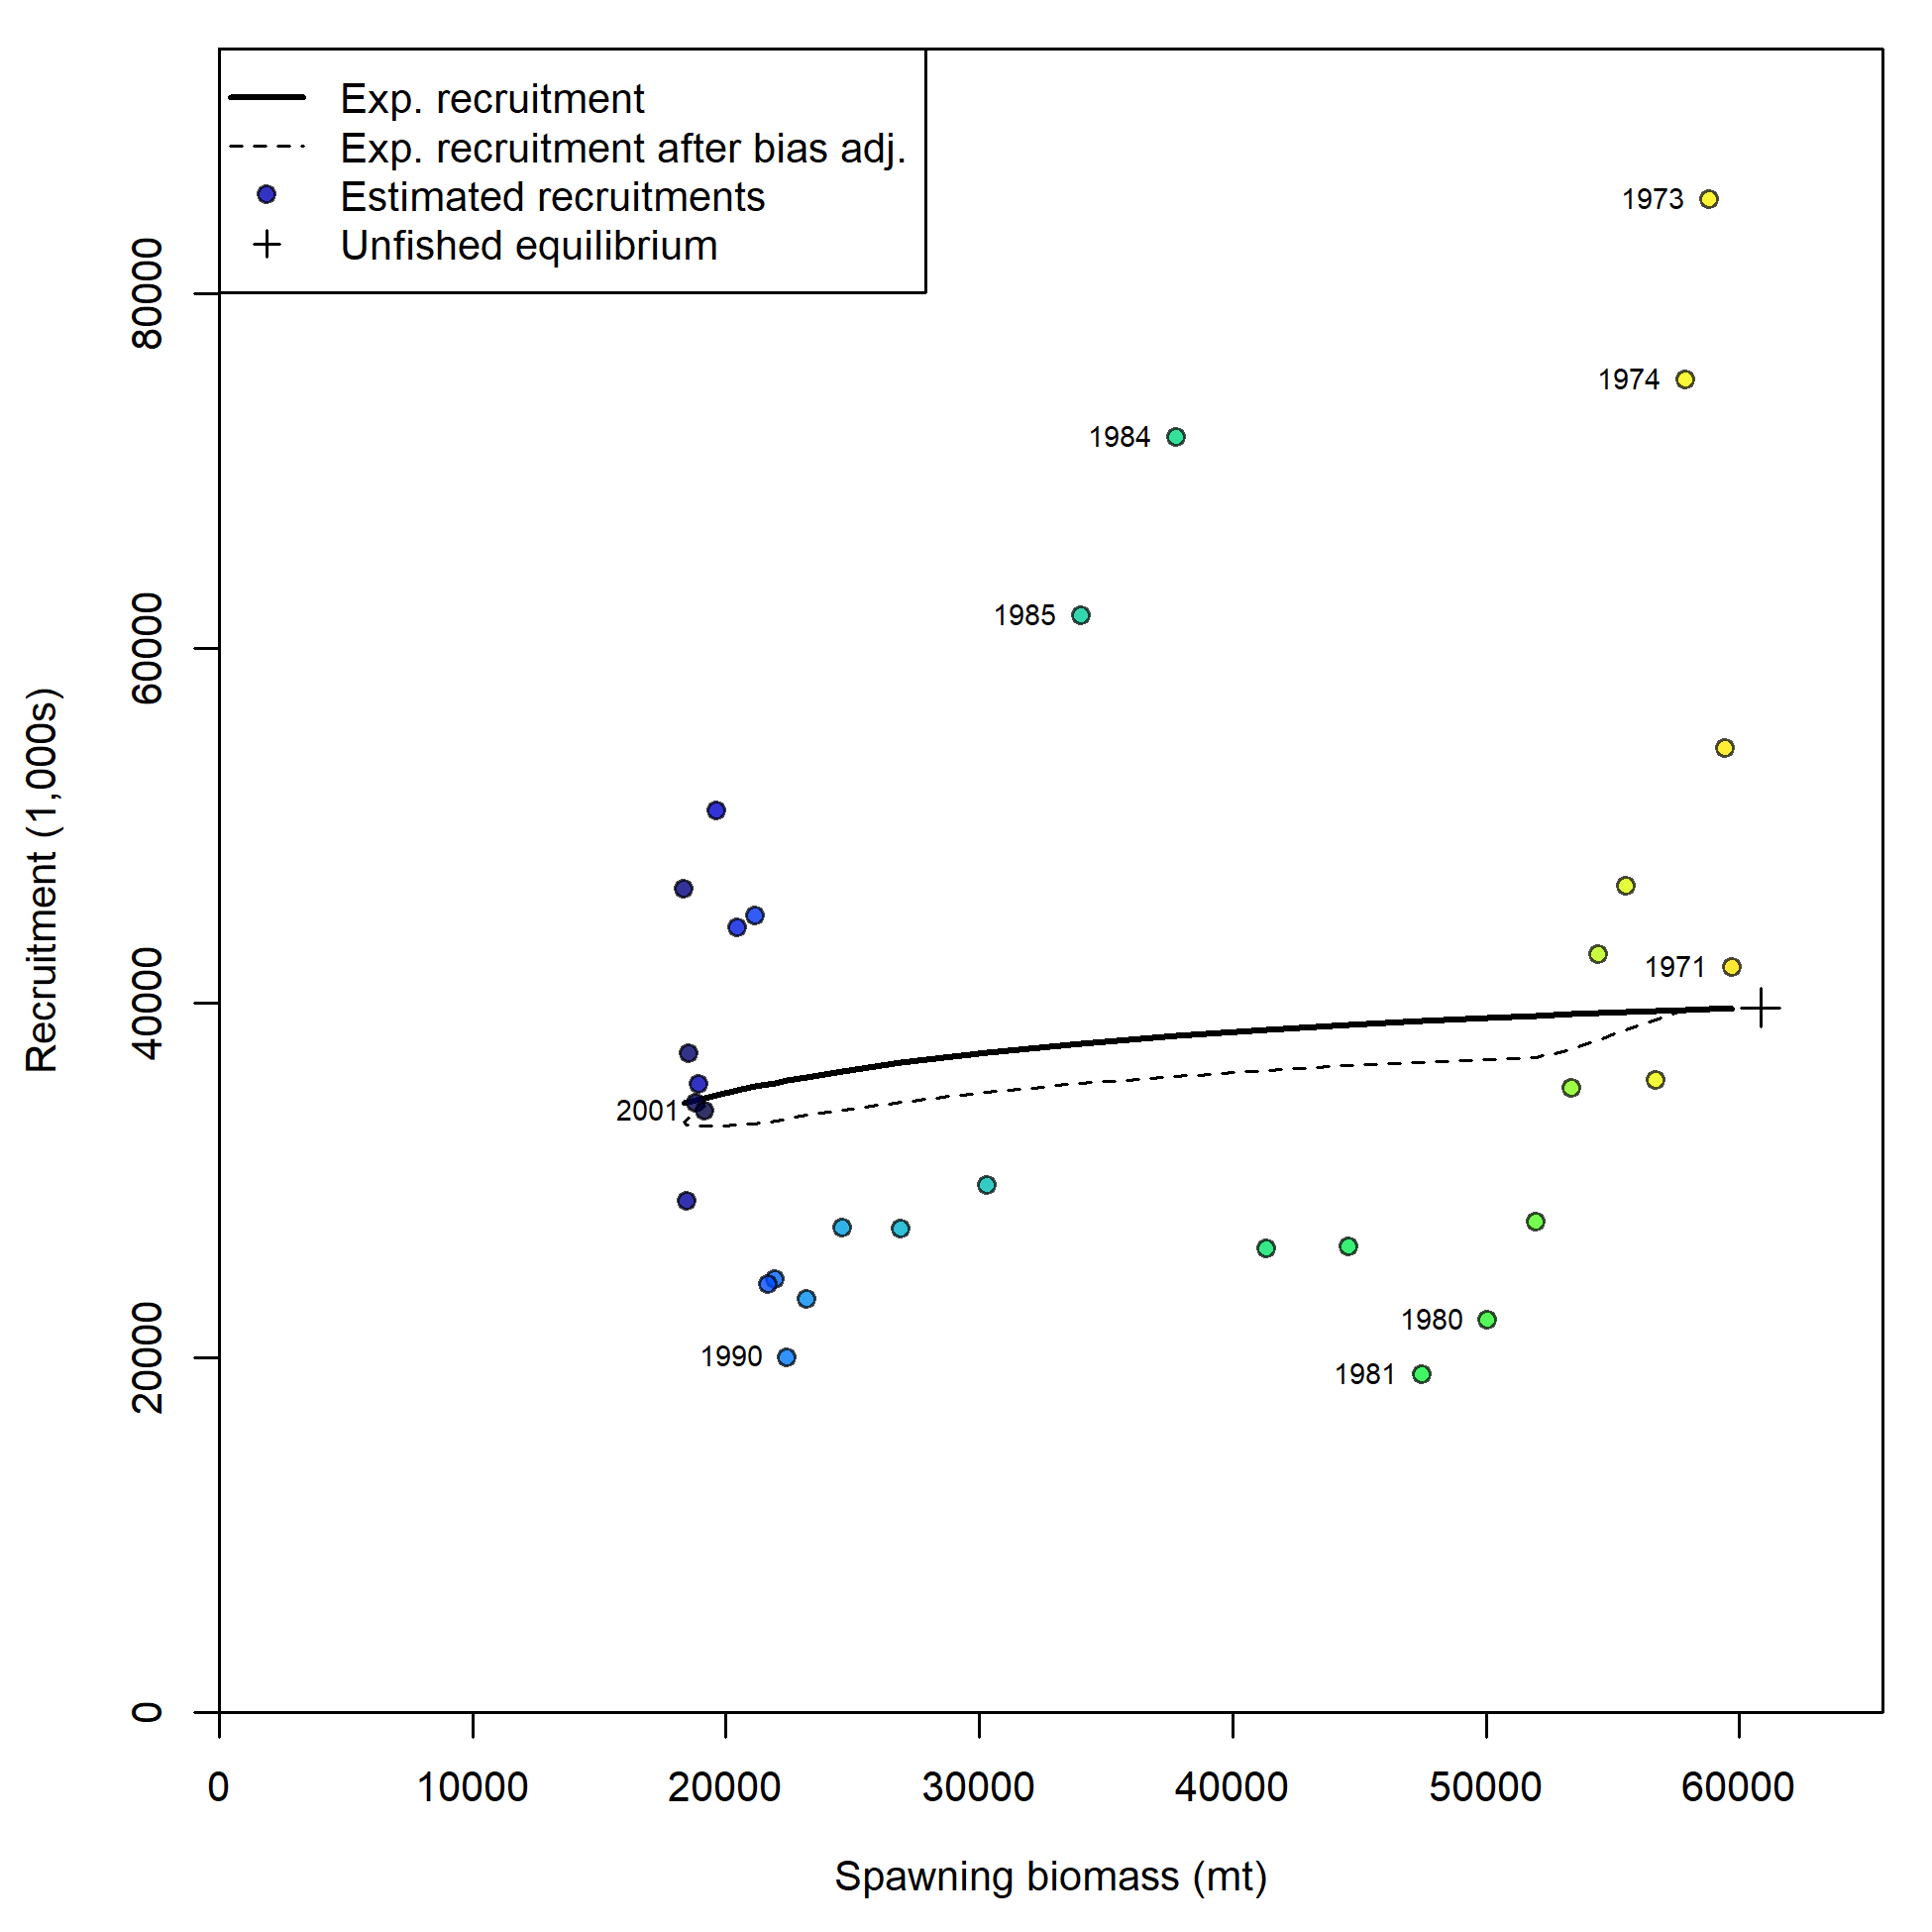 Exp. recruitment
Exp. recruitment after bias adj.
Estimated recruitments
Unfished equilibrium
1973
1974
1984
1985
1971
2001
1980
1990
1981
Recruitment (1,000s)
80000
60000
40000
20000
0
0 10000 20000 30000 40000 50000 60000
Spawning biomass (mt)